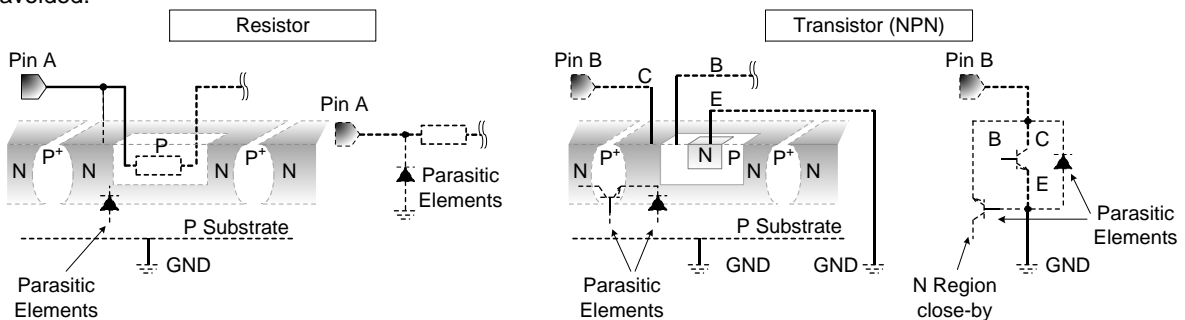 avoided.
Resistor
Transistor (NPN)
Pin A
Pin A
Pin B
C
B
E
Pin B
N
P+
N
P
N
P+
N
Parasitic
Elements
P Substrate
GND
Parasitic
Elements
N
P+
N
N
P
N
P+
N
P Substrate
GND
GND
Parasitic
Elements
B
C
E
Parasitic
Elements
GND
N Region
close-by